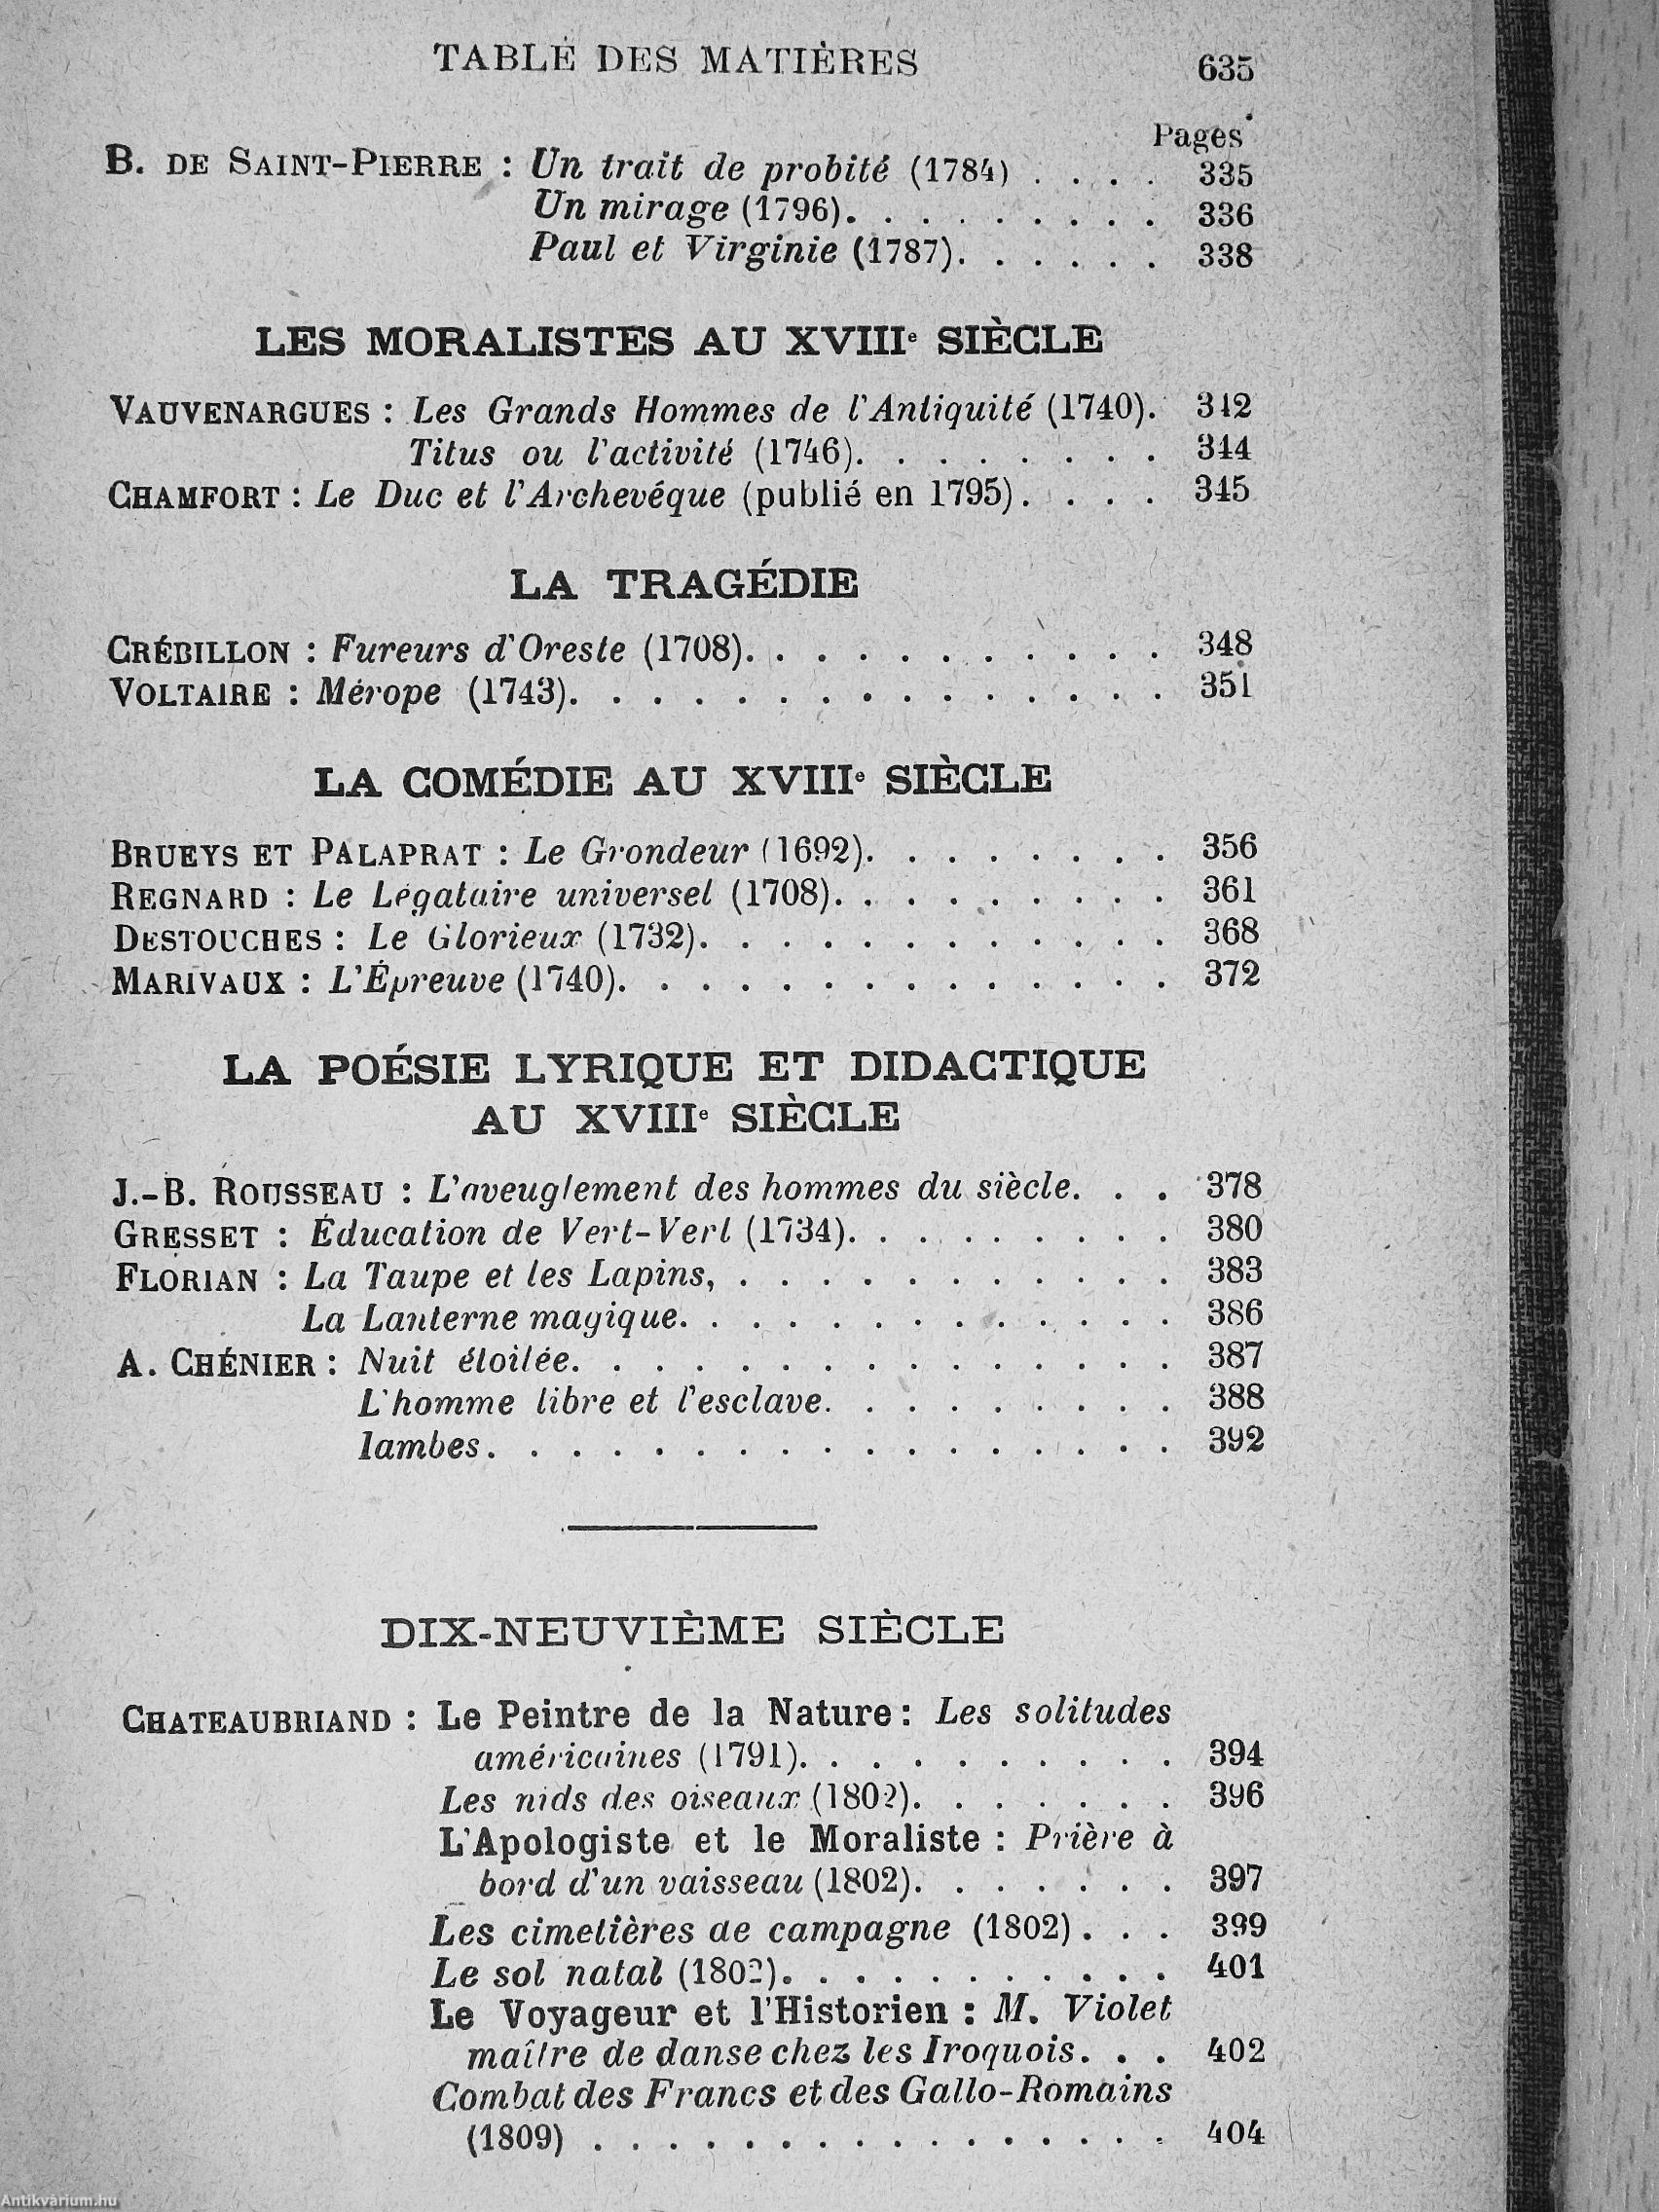 TABLE DES MATIÈRES 635
Pages
B. DE SAINT-PIERRE : Un trait de probité (1784) . . . . 335
Un mirage (1796). . . . . . . . . 336
Paul et Virginie (1787). . . . . . 338
LES MORALISTES AU XVIIIe SIÈCLE
VAUVENARGUES : Les Grands Hommes de l'Antiquité (1740). 342
Titus ou l'activité (1746). . . . . . . . 344
CHAMFORT : Le Duc et l'Archevêque (publié en 1795). . . . 345
LA TRAGÉDIE
CRÉBILLON : Fureurs d'Oreste (1708). . . . . . . . . . . 348
VOLTAIRE : Mérope (1743). . . . . . . . . . . . . . . 351
LA COMÉDIE AU XVIIIe SIÈCLE
BRUEYS ET PALAPRAT : Le Grondeur (1692). . . . . . . . 356
REGNARD : Le Légataire universel (1708). . . . . . . . . 361
DESTOUCHES : Le Glorieux (1732). . . . . . . . . . . . 368
MARIVAUX : L'Épreuve (1740). . . . . . . . . . . . . . 372
LA POÉSIE LYRIQUE ET DIDACTIQUE
AU XVIIIe SIÈCLE
J.-B. ROUSSEAU : L'aveuglement des hommes du siècle. . . 378
GRESSET : Éducation de Vert-Vert (1734). . . . . . . . . 380
FLORIAN : La Taupe et les Lapins, . . . . . . . . . . . 383
La Lanterne magique. . . . . . . . . . . . . 386
A. CHÉNIER : Nuit étoilée. . . . . . . . . . . . . . . 387
L'homme libre et l'esclave. . . . . . . . . 388
Iambes. . . . . . . . . . . . . . . . . 392
DIX-NEUVIÈME SIÈCLE
CHATEAUBRIAND : Le Peintre de la Nature : Les solitudes
américaines (1791). . . . . . . . . . 394
Les nids des oiseaux (1802). . . . . . . 396
L'Apologiste et le Moraliste : Prière à
bord d'un vaisseau (1802). . . . . . . 397
Les cimetières de campagne (1802) . . . 399
Le sol natal (1802). . . . . . . . . . . 401
Le Voyageur et l'Historien : M. Violet
maître de danse chez les Iroquois. . . 402
Combat des Francs et des Gallo-Romains
(1809) . . . . . . . . . . . . . . . . 404
Antikvárium.hu